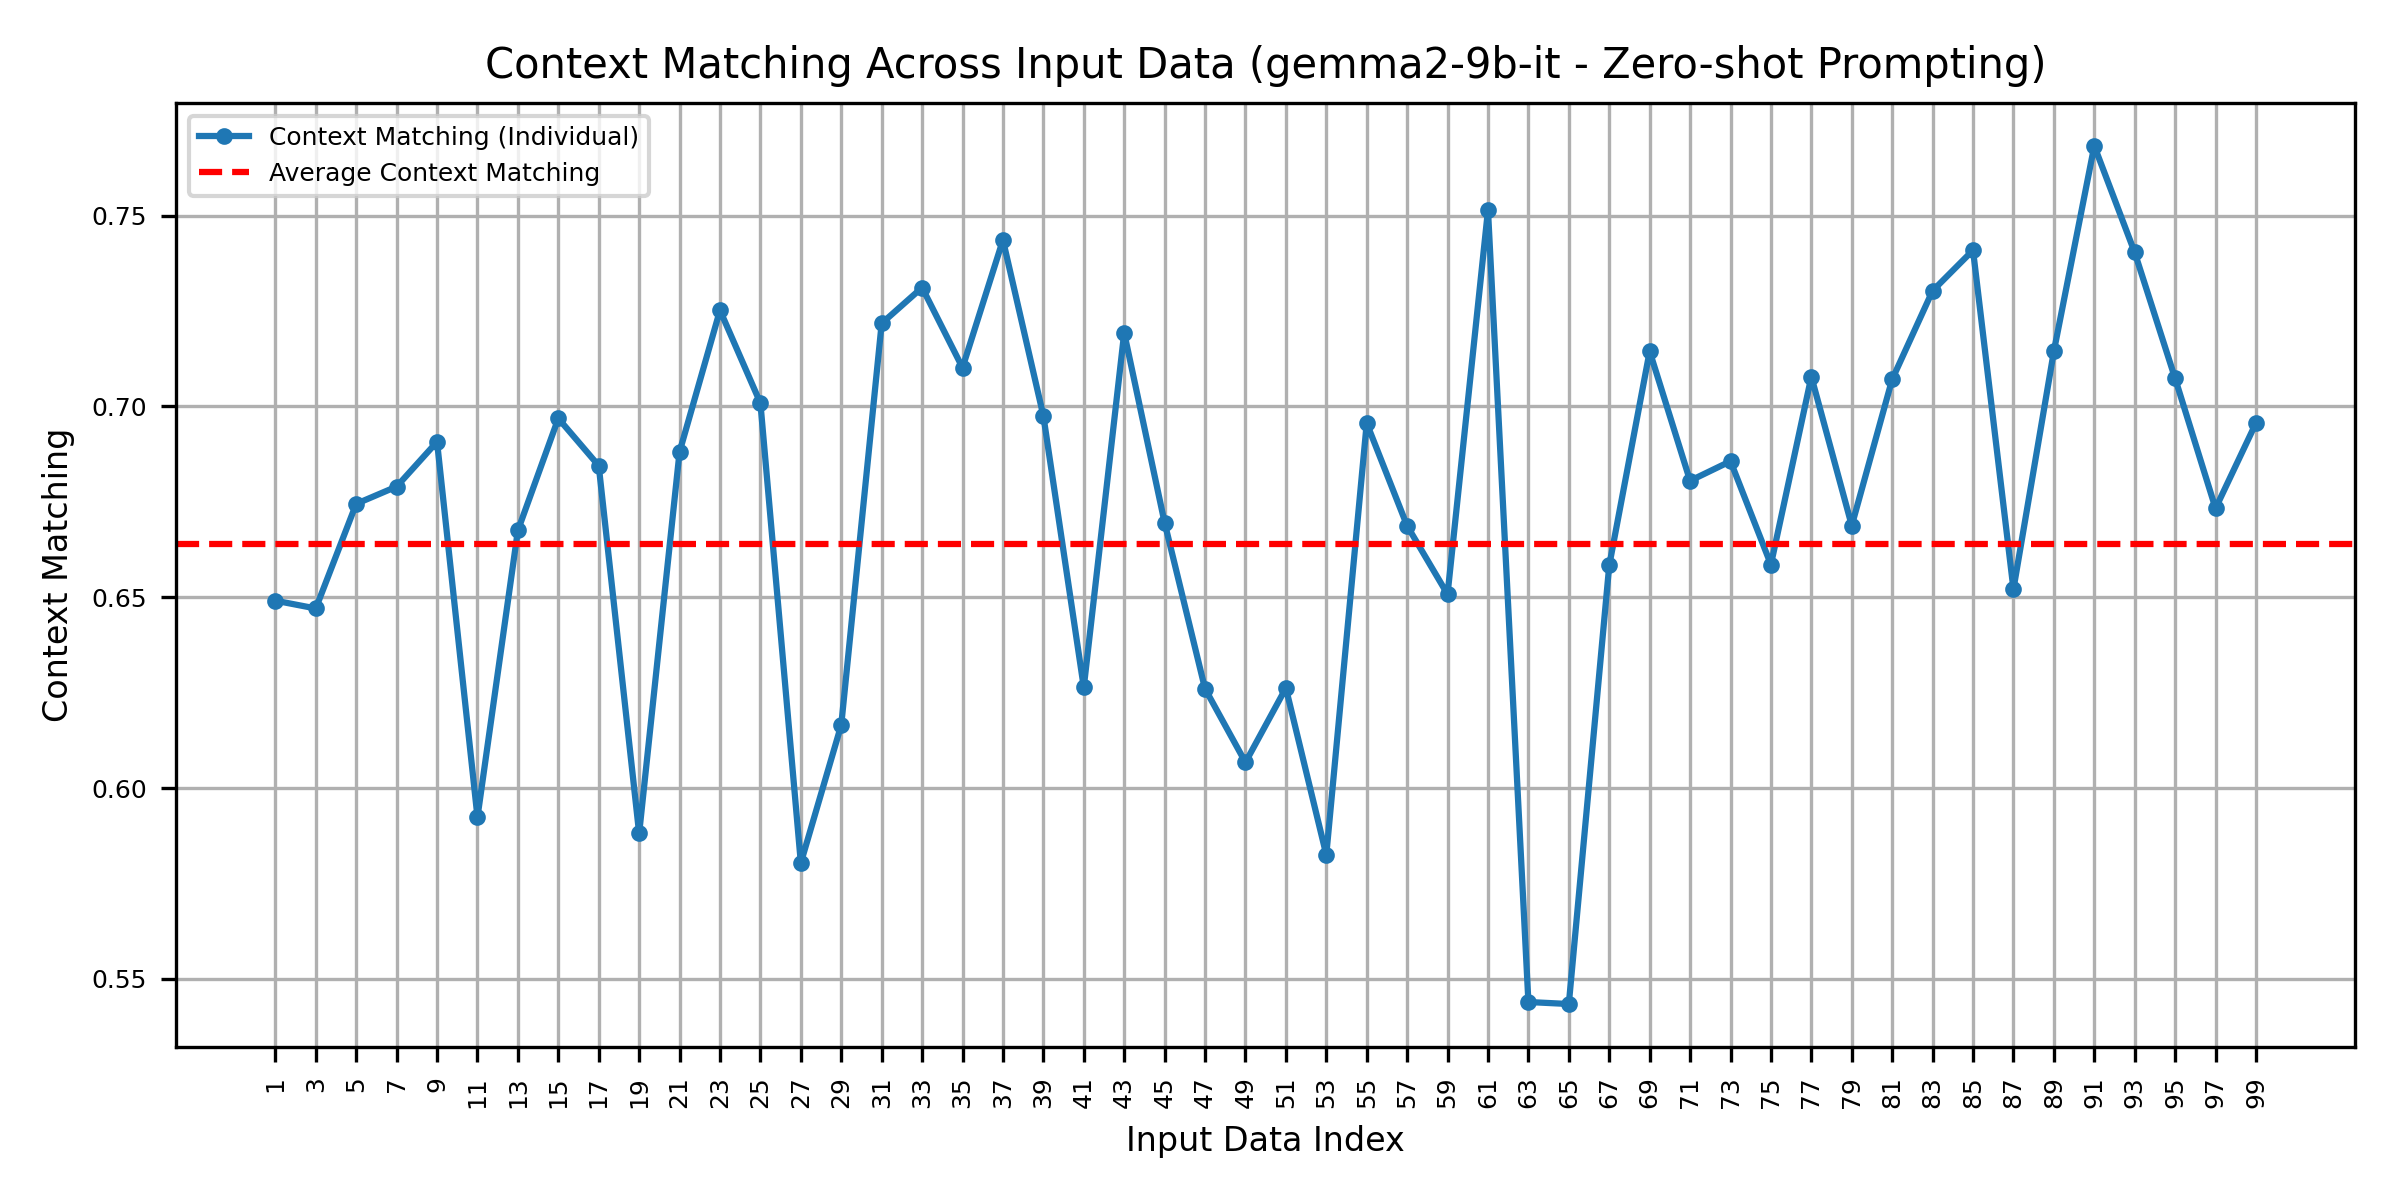 Context Matching Across Input Data (gemma2-9b-it - Zero-shot Prompting)
Context Matching (Individual)
Average Context Matching
Context Matching
0.75
0.70
0.65
0.60
0.55
1 3 5 7 9 11 13 15 17 19 21 23 25 27 29 31 33 35 37 39 41 43 45 47 49 51 53 55 57 59 61 63 65 67 69 71 73 75 77 79 81 83 85 87 89 91 93 95 97 99
Input Data Index